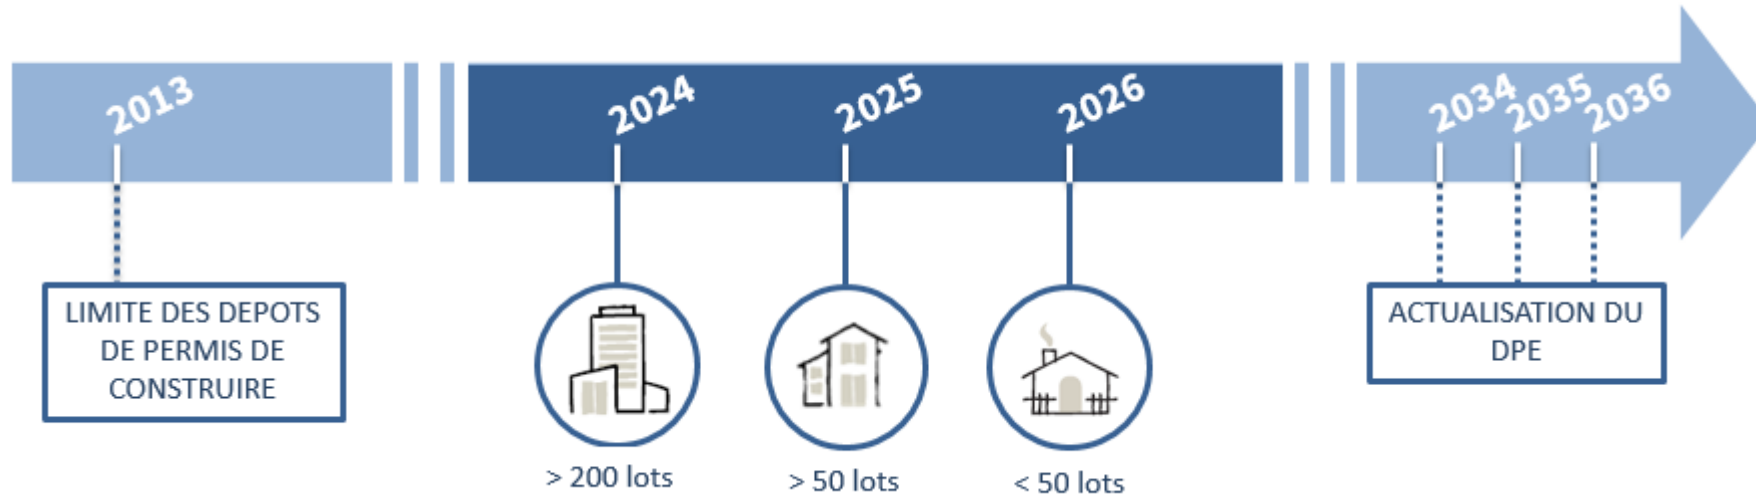 2013
2024
2025
2026
2034
2035
2036
LIMITE DES DEPOTS
DE PERMIS DE
CONSTRUIRE
> 200 lots
> 50 lots
< 50 lots
ACTUALISATION DU
DPE